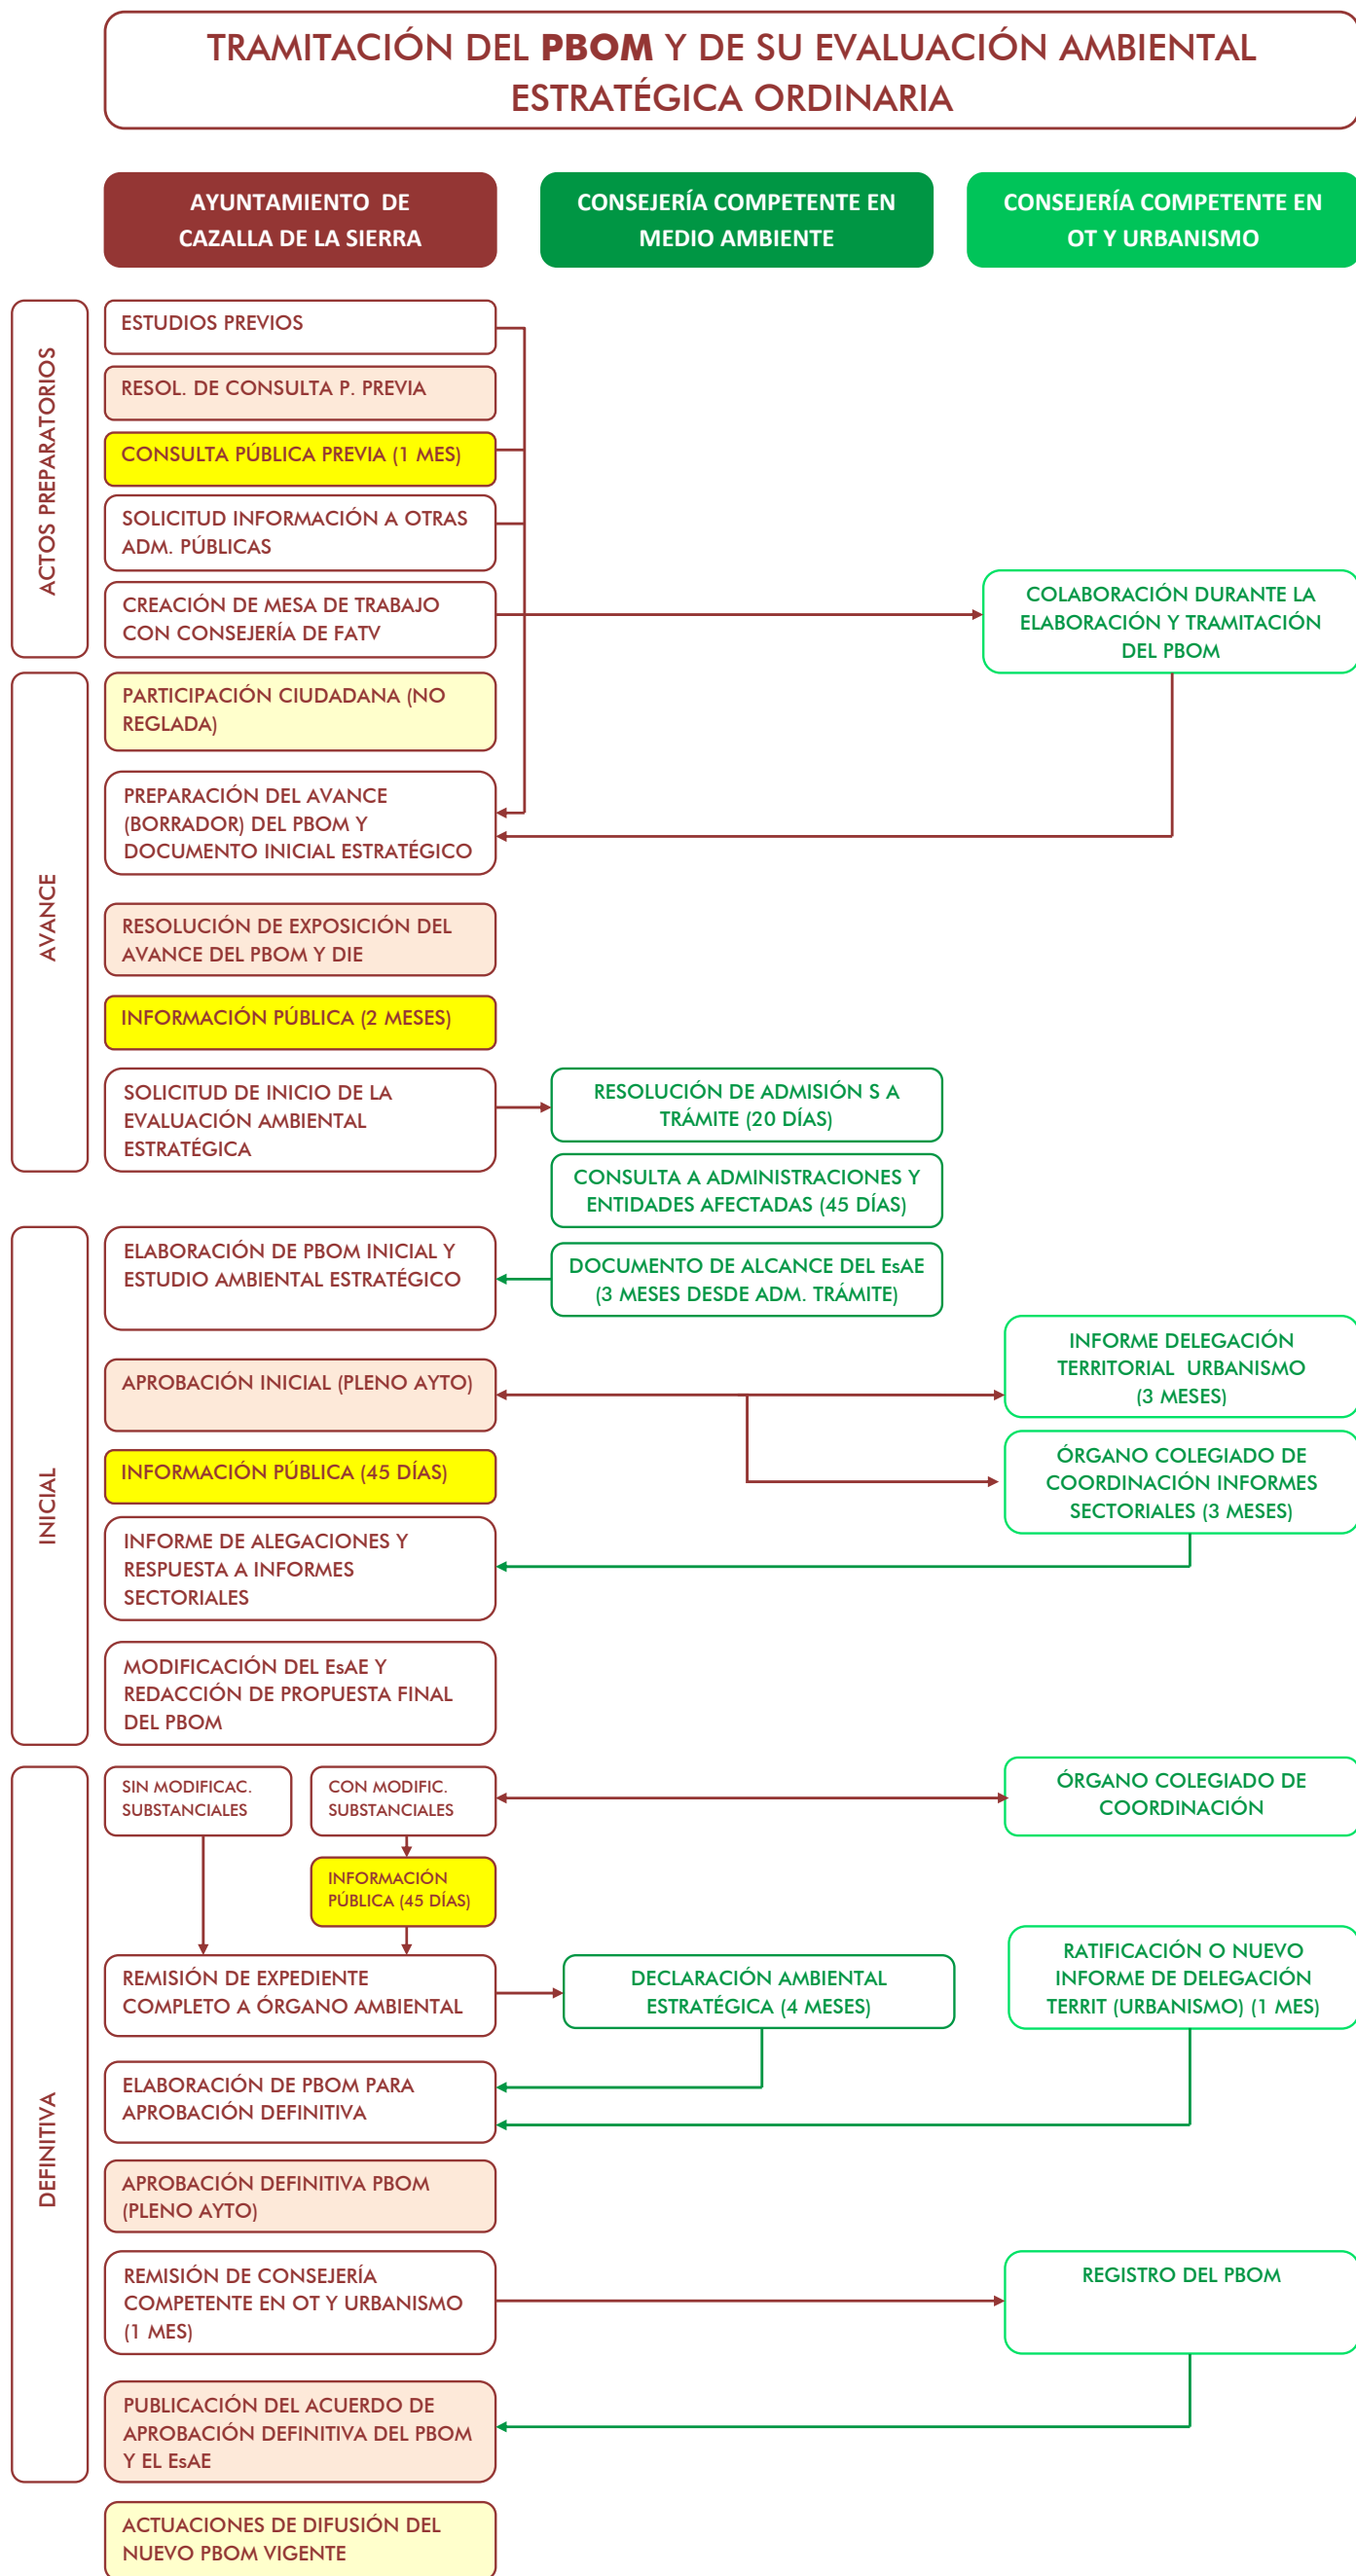 TRAMITACIÓN DEL PBOM Y DE SU EVALUACIÓN AMBIENTAL
ESTRATÉGICA ORDINARIA
AYUNTAMIENTO DE
CAZALLA DE LA SIERRA
CONSEJERÍA COMPETENTE EN
MEDIO AMBIENTE
CONSEJERÍA COMPETENTE EN
OT Y URBANISMO
ACTOS PREPARATORIOS
ESTUDIOS PREVIOS
RESOL. DE CONSULTA P. PREVIA
CONSULTA PÚBLICA PREVIA (1 MES)
SOLICITUD INFORMACIÓN A OTRAS
ADM. PÚBLICAS
CREACIÓN DE MESA DE TRABAJO
CON CONSEJERÍA DE FATV
COLABORACIÓN DURANTE LA
ELABORACIÓN Y TRAMITACIÓN
DEL PBOM
AVANCE
PARTICIPACIÓN CIUDADANA (NO
REGLADA)
PREPARACIÓN DEL AVANCE
(BORRADOR) DEL PBOM Y
DOCUMENTO INICIAL ESTRATÉGICO
RESOLUCIÓN DE EXPOSICIÓN DEL
AVANCE DEL PBOM Y DIE
INFORMACIÓN PÚBLICA (2 MESES)
SOLICITUD DE INICIO DE LA
EVALUACIÓN AMBIENTAL
ESTRATÉGICA
RESOLUCIÓN DE ADMISIÓN S A
TRÁMITE (20 DÍAS)
CONSULTA A ADMINISTRACIONES Y
ENTIDADES AFECTADAS (45 DÍAS)
INICIAL
ELABORACIÓN DE PBOM INICIAL Y
ESTUDIO AMBIENTAL ESTRATÉGICO
DOCUMENTO DE ALCANCE DEL EsAE
(3 MESES DESDE ADM. TRÁMITE)
INFORME DELEGACIÓN
TERRITORIAL URBANISMO
(3 MESES)
APROBACIÓN INICIAL (PLENO AYTO)
ÓRGANO COLEGIADO DE
COORDINACIÓN INFORMES
SECTORIALES (3 MESES)
INFORMACIÓN PÚBLICA (45 DÍAS)
INFORME DE ALEGACIONES Y
RESPUESTA A INFORMES
SECTORIALES
MODIFICACIÓN DEL EsAE Y
REDACCIÓN DE PROPUESTA FINAL
DEL PBOM
DEFINITIVA
SIN MODIFICAC.
SUBSTANCIALES
CON MODIFIC.
SUBSTANCIALES
ÓRGANO COLEGIADO DE
COORDINACIÓN
INFORMACIÓN
PÚBLICA (45 DÍAS)
REMISIÓN DE EXPEDIENTE
COMPLETO A ÓRGANO AMBIENTAL
DECLARACIÓN AMBIENTAL
ESTRATÉGICA (4 MESES)
RATIFICACIÓN O NUEVO
INFORME DE DELEGACIÓN
TERRIT (URBANISMO) (1 MES)
ELABORACIÓN DE PBOM PARA
APROBACIÓN DEFINITIVA
APROBACIÓN DEFINITIVA PBOM
(PLENO AYTO)
REMISIÓN DE CONSEJERÍA
COMPETENTE EN OT Y URBANISMO
(1 MES)
REGISTRO DEL PBOM
PUBLICACIÓN DEL ACUERDO DE
APROBACIÓN DEFINITIVA DEL PBOM
Y EL EsAE
ACTUACIONES DE DIFUSIÓN DEL
NUEVO PBOM VIGENTE